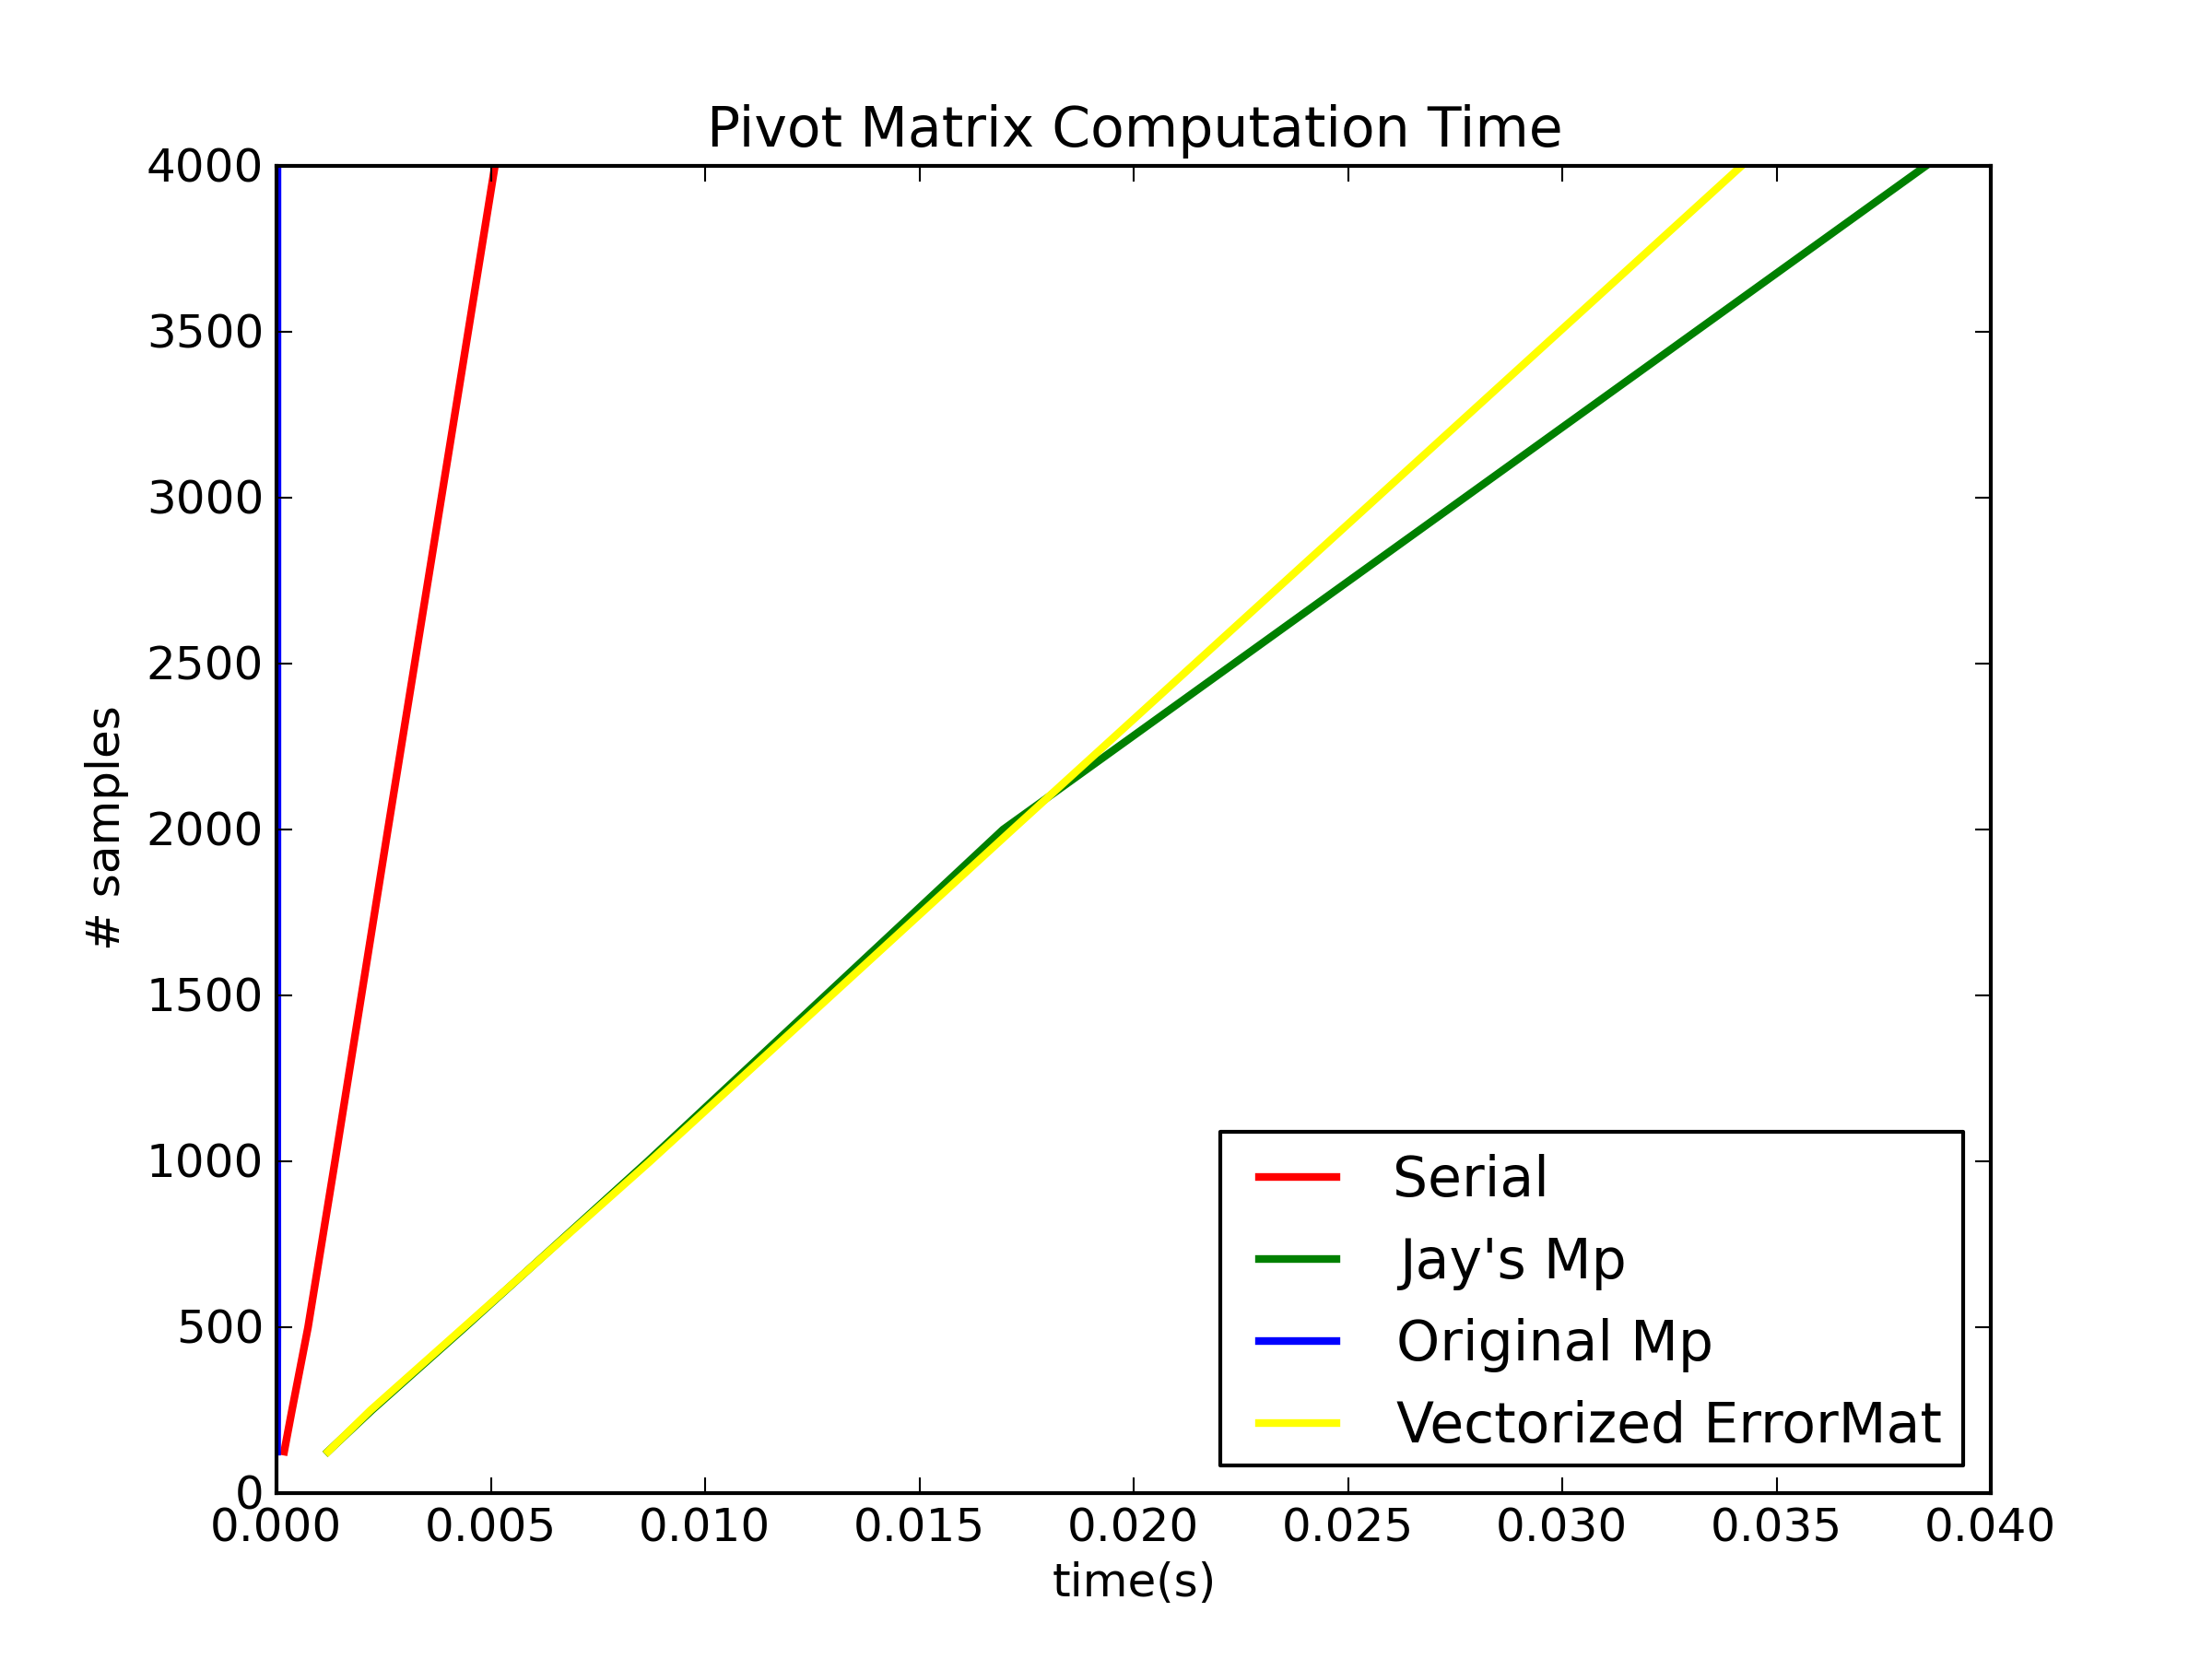 Pivot Matrix Computation Time
4000
3500
3000
2500
2000
1500
1000
500
0
# samples
Serial
Jay's Mp
Original Mp
Vectorized ErrorMat
0.000 0.005 0.010 0.015 0.020 0.025 0.030 0.035 0.040
time(s)